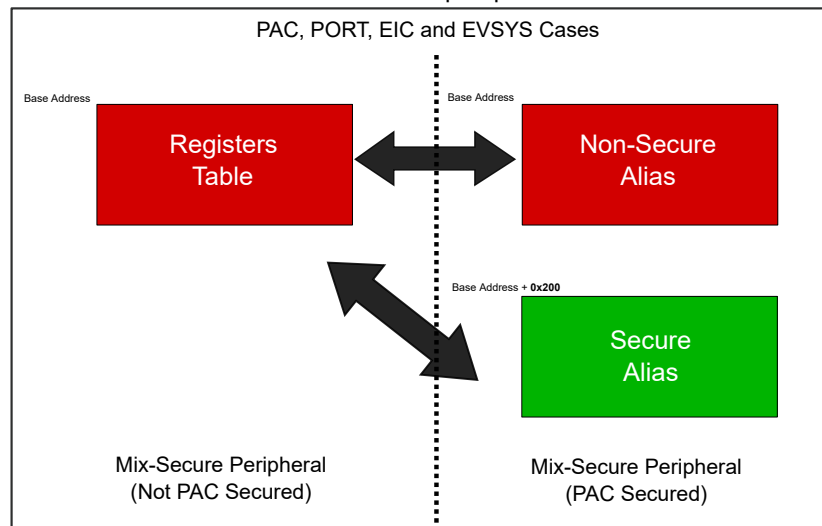 PAC, PORT, EIC and EVSYS Cases
Base Address
Registers
Table
Base Address
Non-Secure
Alias
Base Address + 0x200
Secure
Alias
Mix-Secure Peripheral
(Not PAC Secured)
Mix-Secure Peripheral
(PAC Secured)